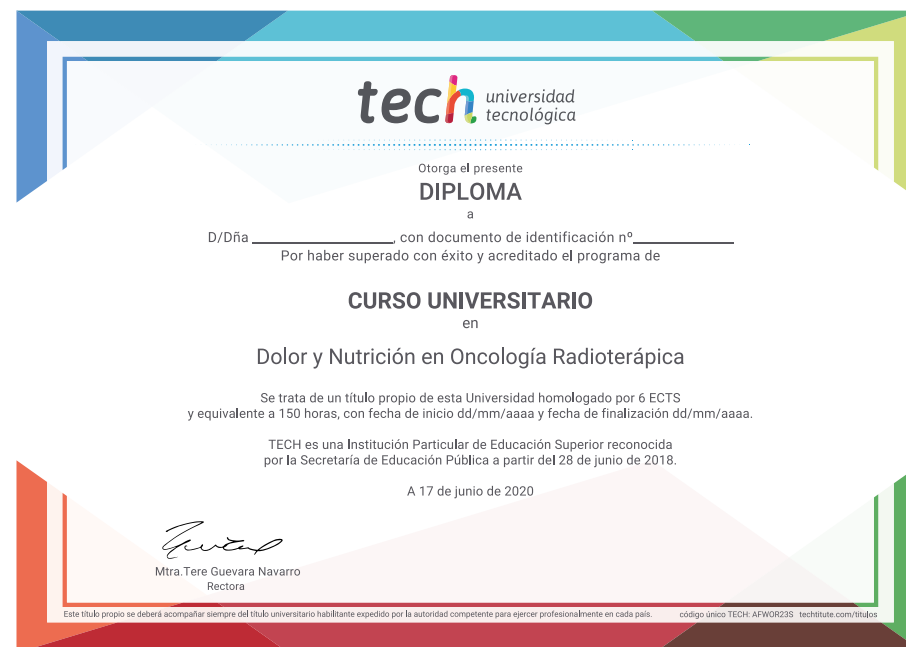 tech universidad
tecnológica
Otorga el presente
DIPLOMA
a
D/Dña ______________, con documento de identificación nº______________
Por haber superado con éxito y acreditado el programa de
CURSO UNIVERSITARIO
en
Dolor y Nutrición en Oncología Radioterápica
Se trata de un título propio de esta Universidad homologado por 6 ECTS
y equivalente a 150 horas, con fecha de inicio dd/mm/aaaa y fecha de finalización dd/mm/aaaa.
TECH es una Institución Particular de Educación Superior reconocida
por la Secretaría de Educación Pública a partir del 28 de junio de 2018.
A 17 de junio de 2020
Mtra.Tere Guevara Navarro
Rectora
Este título propio se deberá acompañar siempre del título universitario habilitante expedido por la autoridad competente para ejercer profesionalmente en cada país. código único TECH: AFWOR23S techtitute.com/titulos